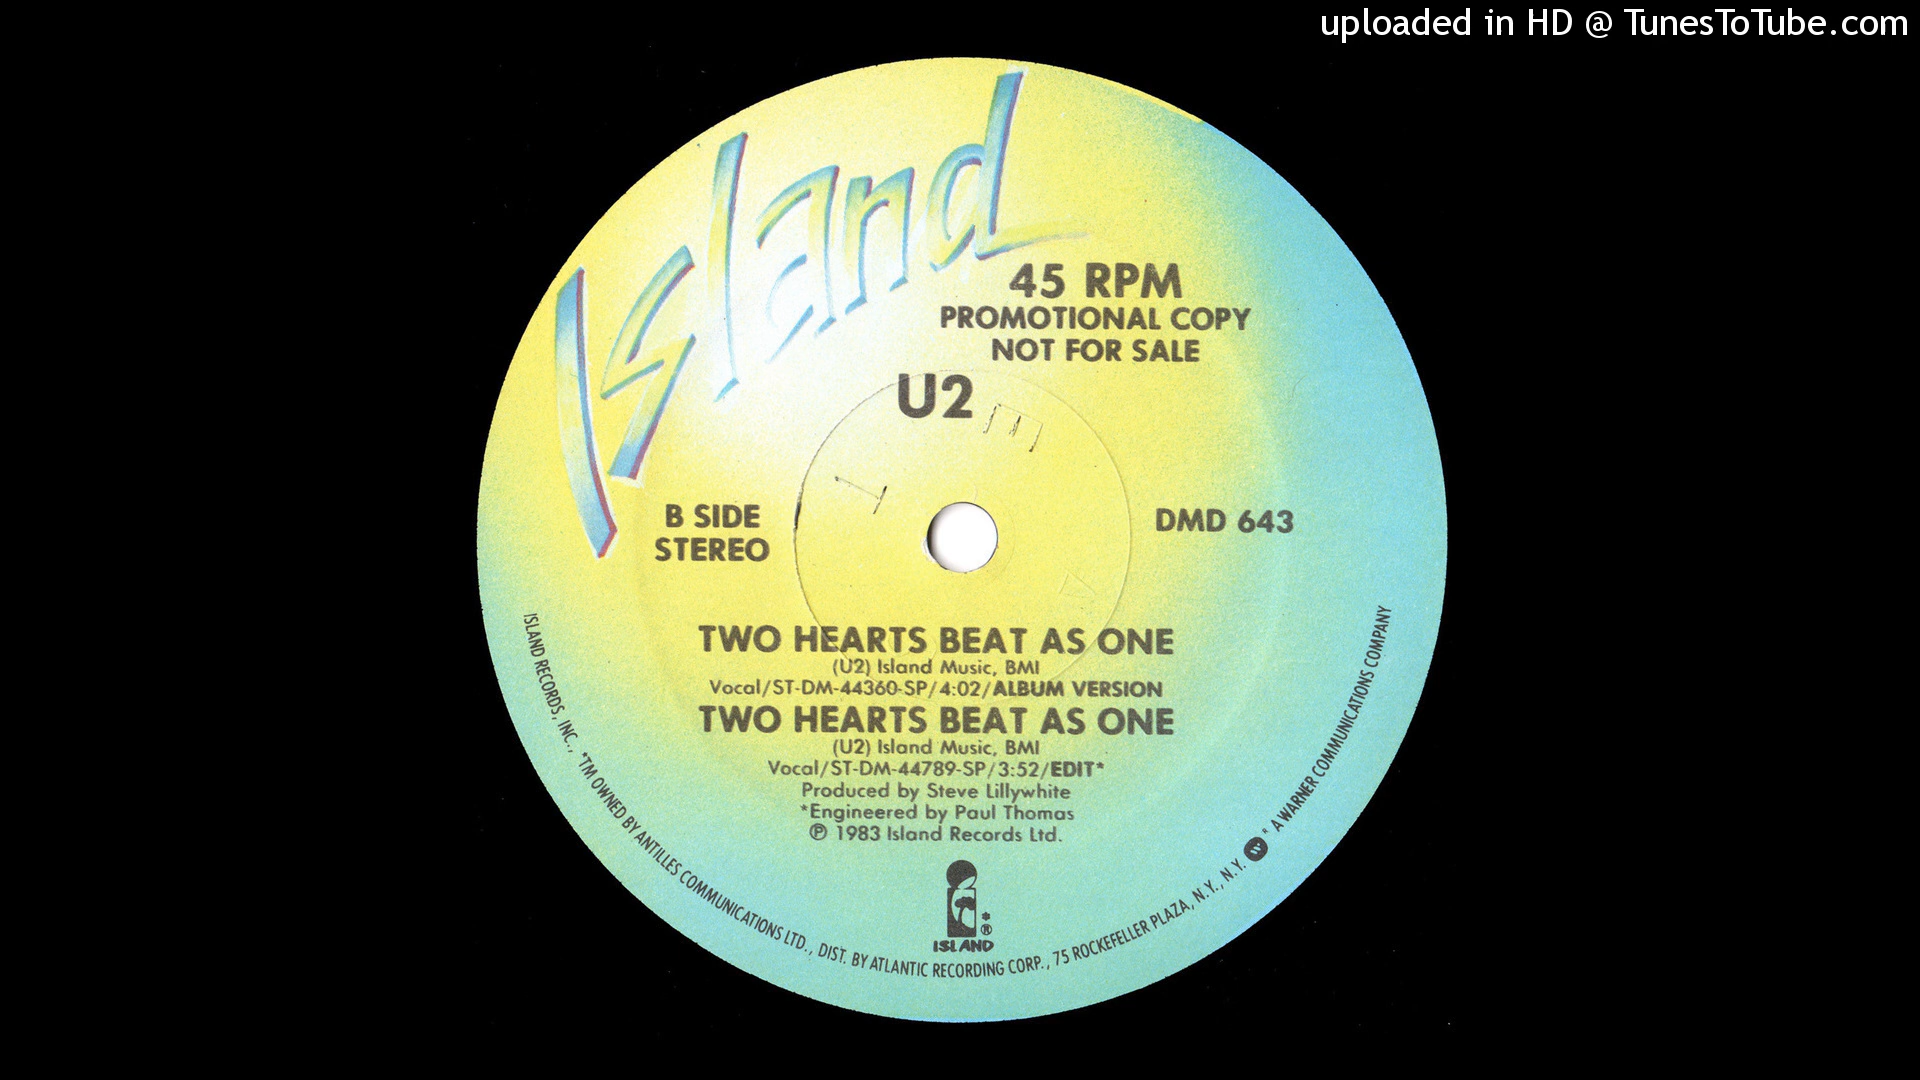 uploaded in HD @ TunesToTube.com
Island
45 RPM
PROMOTIONAL COPY
NOT FOR SALE
U2
B SIDE
STEREO
DMD 643
TWO HEARTS BEAT AS ONE
(U2) Island Music, BMI
Vocal/ST-DM-44360-SP/4:02/ALBUM VERSION
TWO HEARTS BEAT AS ONE
(U2) Island Music, BMI
Vocal/ST-DM-44789-SP/3:52/EDIT*
Produced by Steve Lillywhite
*Engineered by Paul Thomas
℗ 1983 Island Records Ltd.
*®
ISLAND
ISLAND RECORDS, INC., *TM OWNED BY ANTILLES COMMUNICATIONS LTD., DIST. BY ATLANTIC RECORDING CORP., 75 ROCKEFELLER PLAZA, N.Y., N.Y. ® * A WARNER COMMUNICATIONS COMPANY